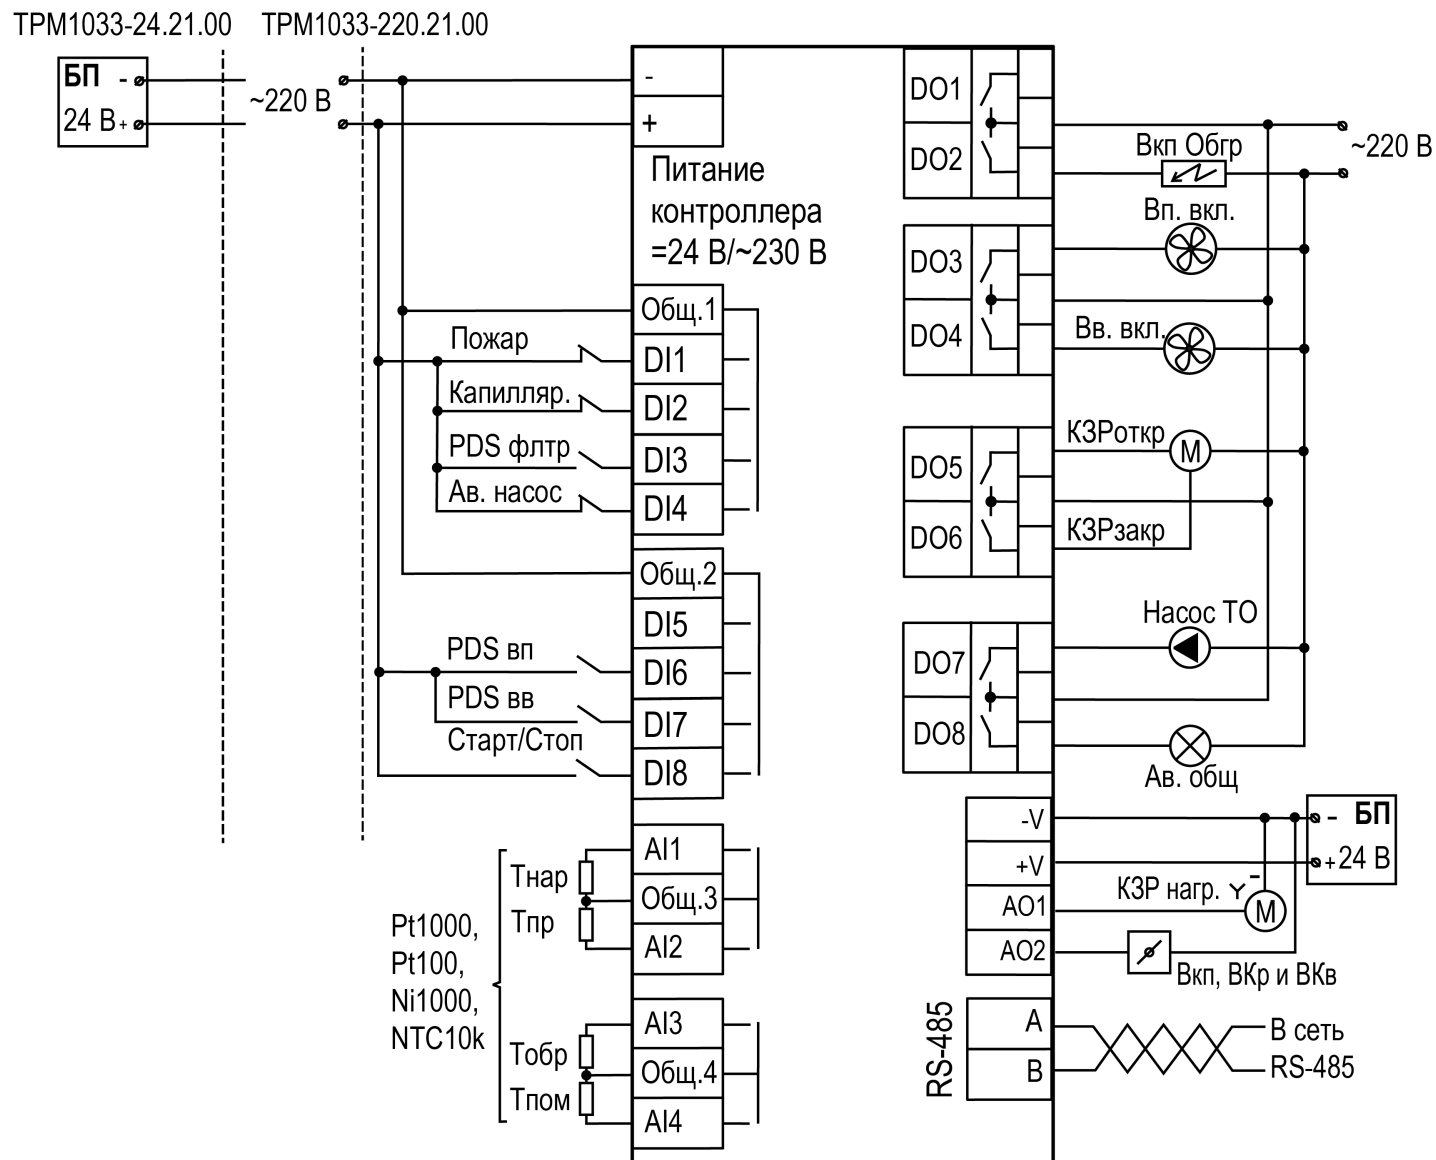 ТРМ1033-24.21.00
ТРМ1033-220.21.00
БП -
24 В +
~220 В
-
+
Питание
контроллера
=24 В/~230 В
Общ.1
Пожар
DI1
Капилляр.
DI2
PDS флтр
DI3
Ав. насос
DI4
Общ.2
DI5
PDS вп
DI6
PDS вв
DI7
Старт/Стоп
DI8
AI1
Тнар
Общ.3
Тпр
AI2
Pt1000,
Pt100,
Ni1000,
NTC10k
AI3
Тобр
Общ.4
Тпом
AI4
DO1
DO2
Вкп Обгр
~220 В
Вп. вкл.
DO3
DO4
Вв. вкл.
КЗРоткр
M
DO5
DO6
КЗРзакр
Насос ТО
DO7
DO8
Ав. общ
-V
- БП
+V
+ 24 В
КЗР нагр. Y -
AO1
M
AO2
Вкп, ВКр и ВКв
RS-485
A
В сеть
B
RS-485